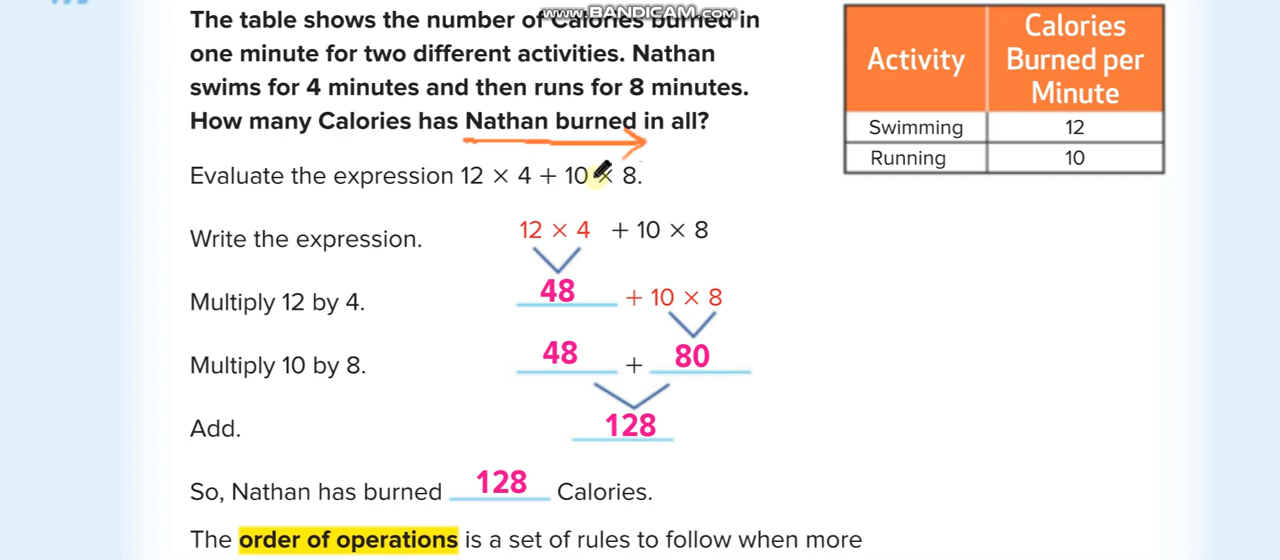 www.BANDICAM.com
The table shows the number of Calories burned in
one minute for two different activities. Nathan
swims for 4 minutes and then runs for 8 minutes.
How many Calories has Nathan burned in all?
Activity
Calories
Burned per
Minute
Swimming 12
Running 10
Evaluate the expression 12 × 4 + 10 × 8.
Write the expression. 12 × 4 + 10 × 8
Multiply 12 by 4. 48 + 10 × 8
Multiply 10 by 8. 48 + 80
Add. 128
So, Nathan has burned 128 Calories.
The order of operations is a set of rules to follow when more